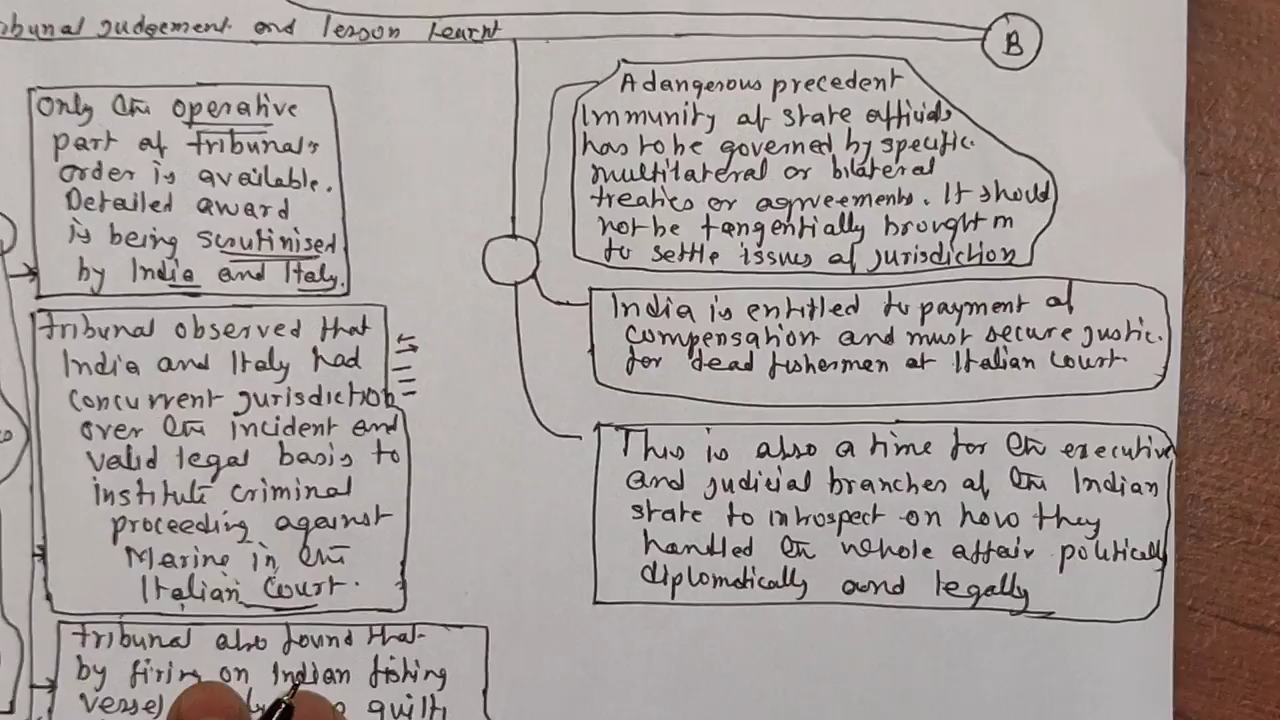 bunal judgement and lesson learnt
B
Only the operative
part of tribunal's
order is available.
Detailed award
is being scrutinised
by India and Italy.
tribunal observed that
India and Italy had
concurrent jurisdiction
over the incident and
valid legal basis to
institute criminal
proceeding against
Marine in the
Italian Court.
tribunal also found that
by firing on Indian fishing
vessel guilt
A dangerous precedent
Immunity of state officials
has to be governed by specific
multilateral or bilateral
treaties or agreements. It should
not be tangentially brought in
to settle issues of jurisdiction
India is entitled to payment of
compensation and must secure justic.
for dead fishermen at Italian Court
This is also a time for the executive
and judicial branches of the Indian
state to introspect on how they
handled the whole affair politically
diplomatically and legally